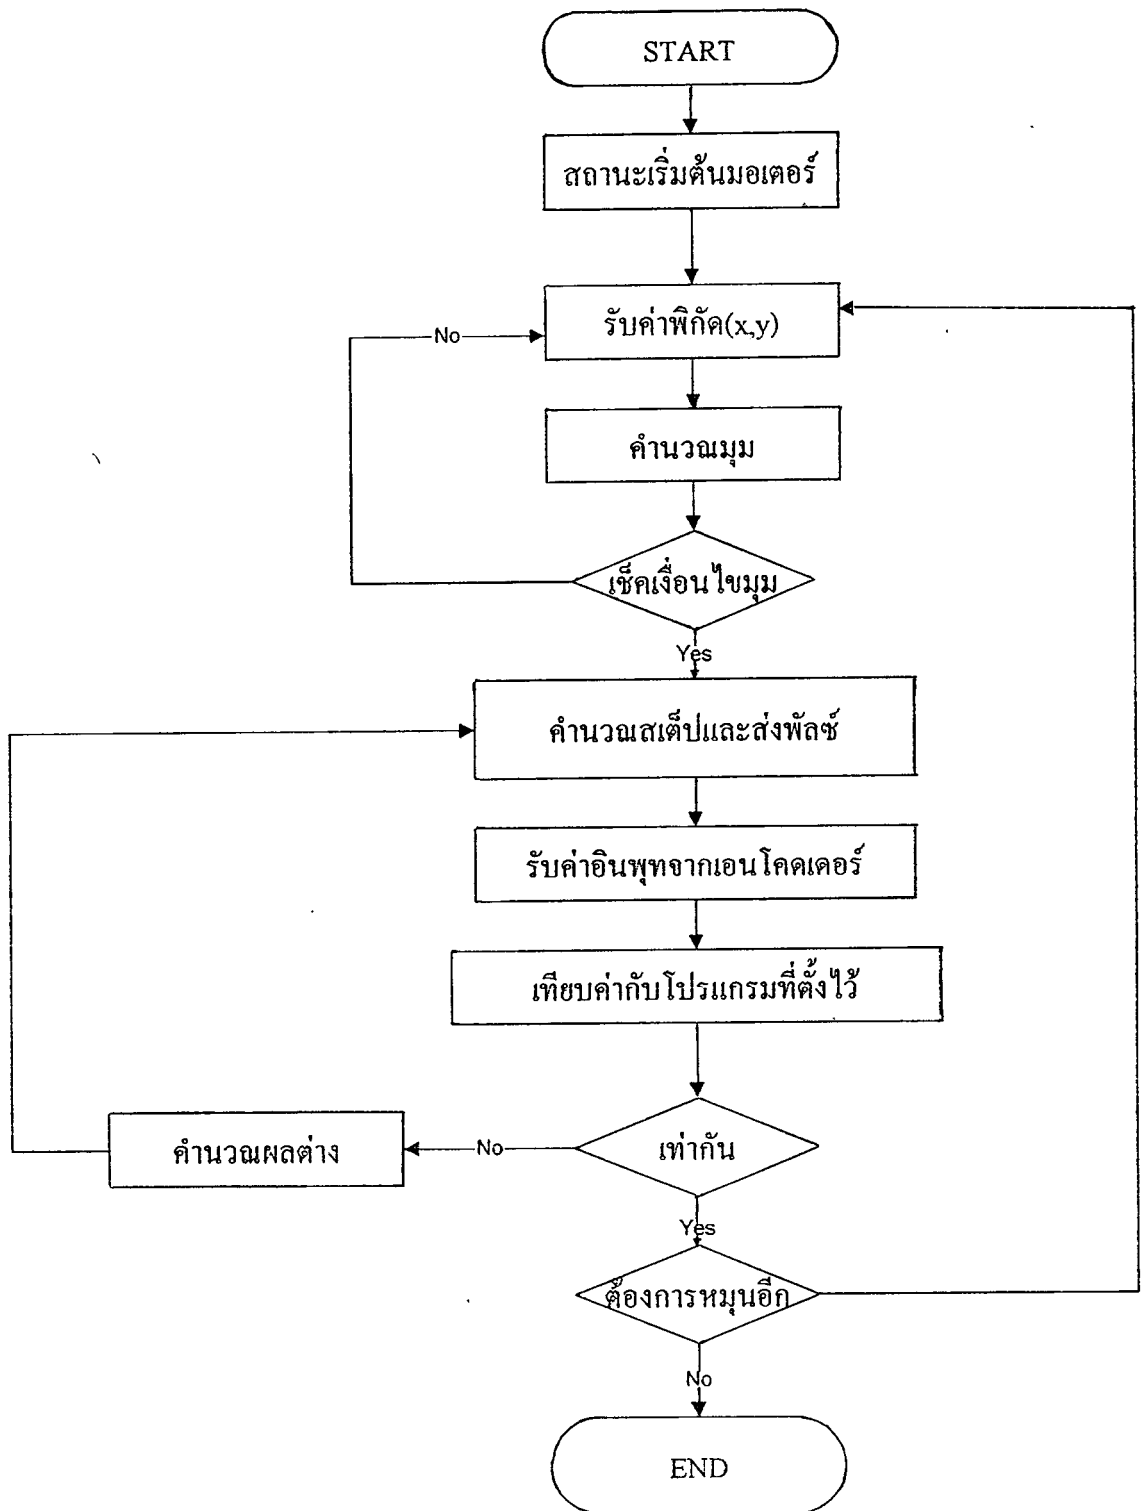 START
สถานะเริ่มต้นมอเตอร์
รับค่าพิกัด(x,y)
No
คำนวณมุม
เช็คเงื่อนไขมุม
Yes
คำนวณสเต็ปและส่งพัลซ์
รับค่าอินพุทจากเอนโคดเดอร์
เทียบค่ากับโปรแกรมที่ตั้งไว้
คำนวณผลต่าง
No
เท่ากัน
Yes
ต้องการหมุนอีก
No
END